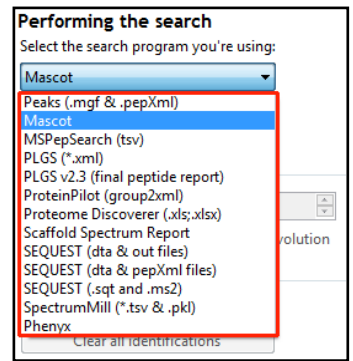 Performing the search
Select the search program you're using:
Mascot
Peaks (.mgf & .pepXml)
Mascot
MSPepSearch (tsv)
PLGS (*.xml)
PLGS v2.3 (final peptide report)
ProteinPilot (group2xml)
Proteome Discoverer (.xls;.xlsx)
Scaffold Spectrum Report
SEQUEST (dta & out files)
volution
SEQUEST (dta & pepXml files)
SEQUEST (.sqt and .ms2)
SpectrumMill (*.tsv & .pkl)
Phenyx
Clear all identifications